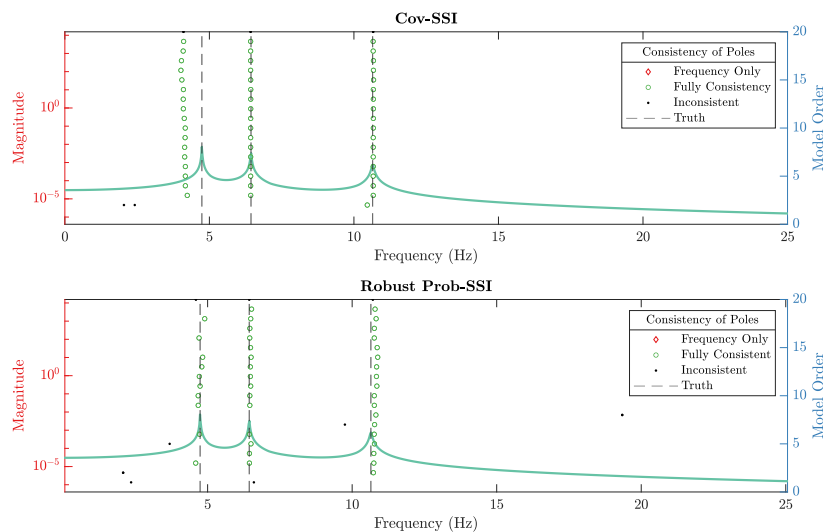 Cov-SSI
Magnitude
10^0
10^-5
Consistency of Poles
Frequency Only
Fully Consistency
Inconsistent
Truth
20
15
10
5
0
Model Order
0 5 10 15 20 25
Frequency (Hz)
Robust Prob-SSI
Magnitude
10^0
10^-5
Consistency of Poles
Frequency Only
Fully Consistent
Inconsistent
Truth
20
15
10
5
0
Model Order
5 10 15 20 25
Frequency (Hz)